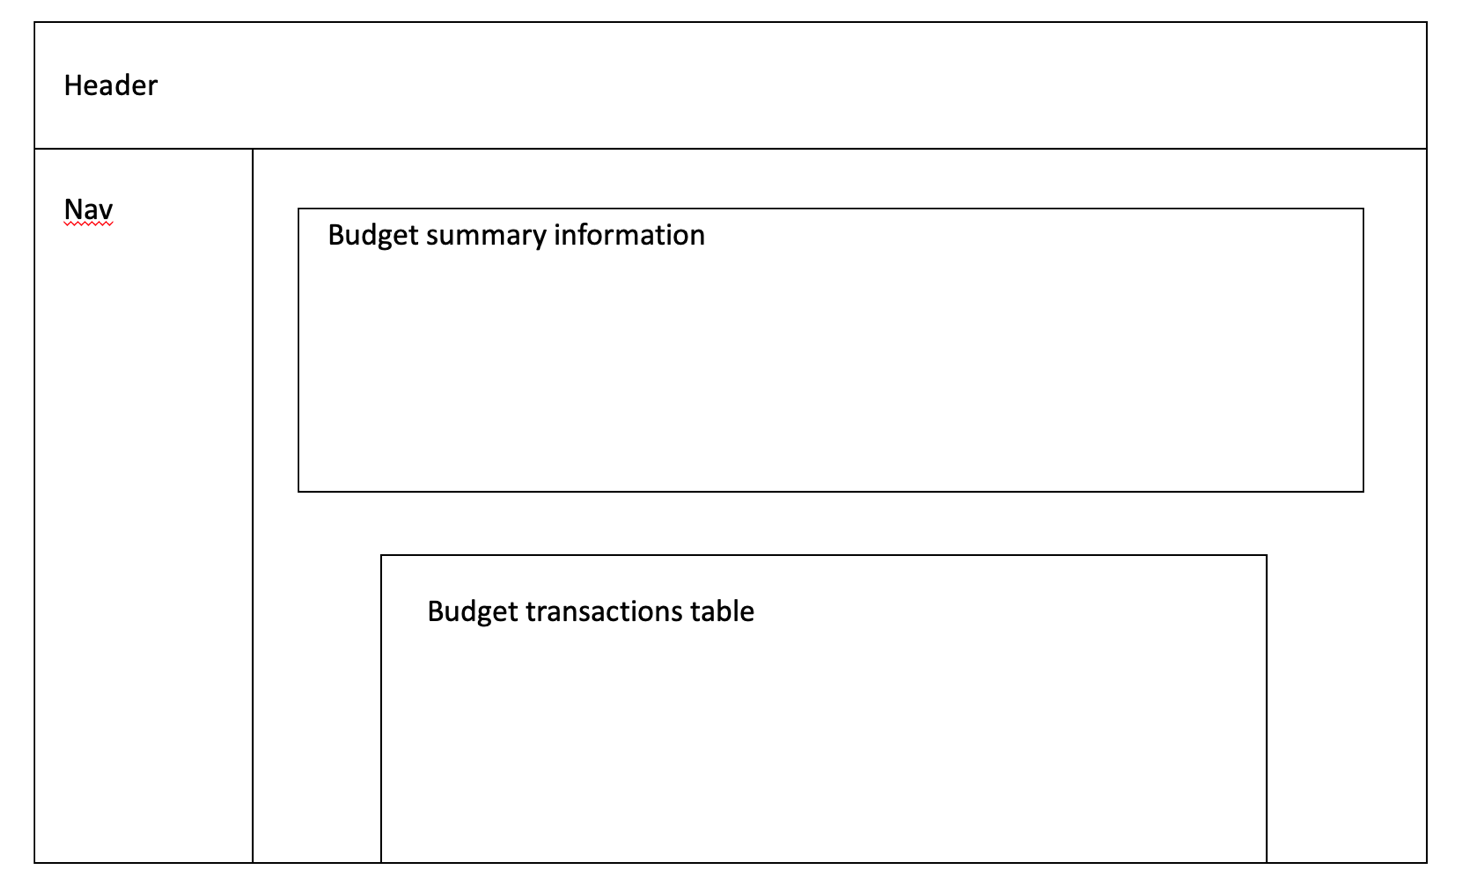 Header
Nav
Budget summary information
Budget transactions table